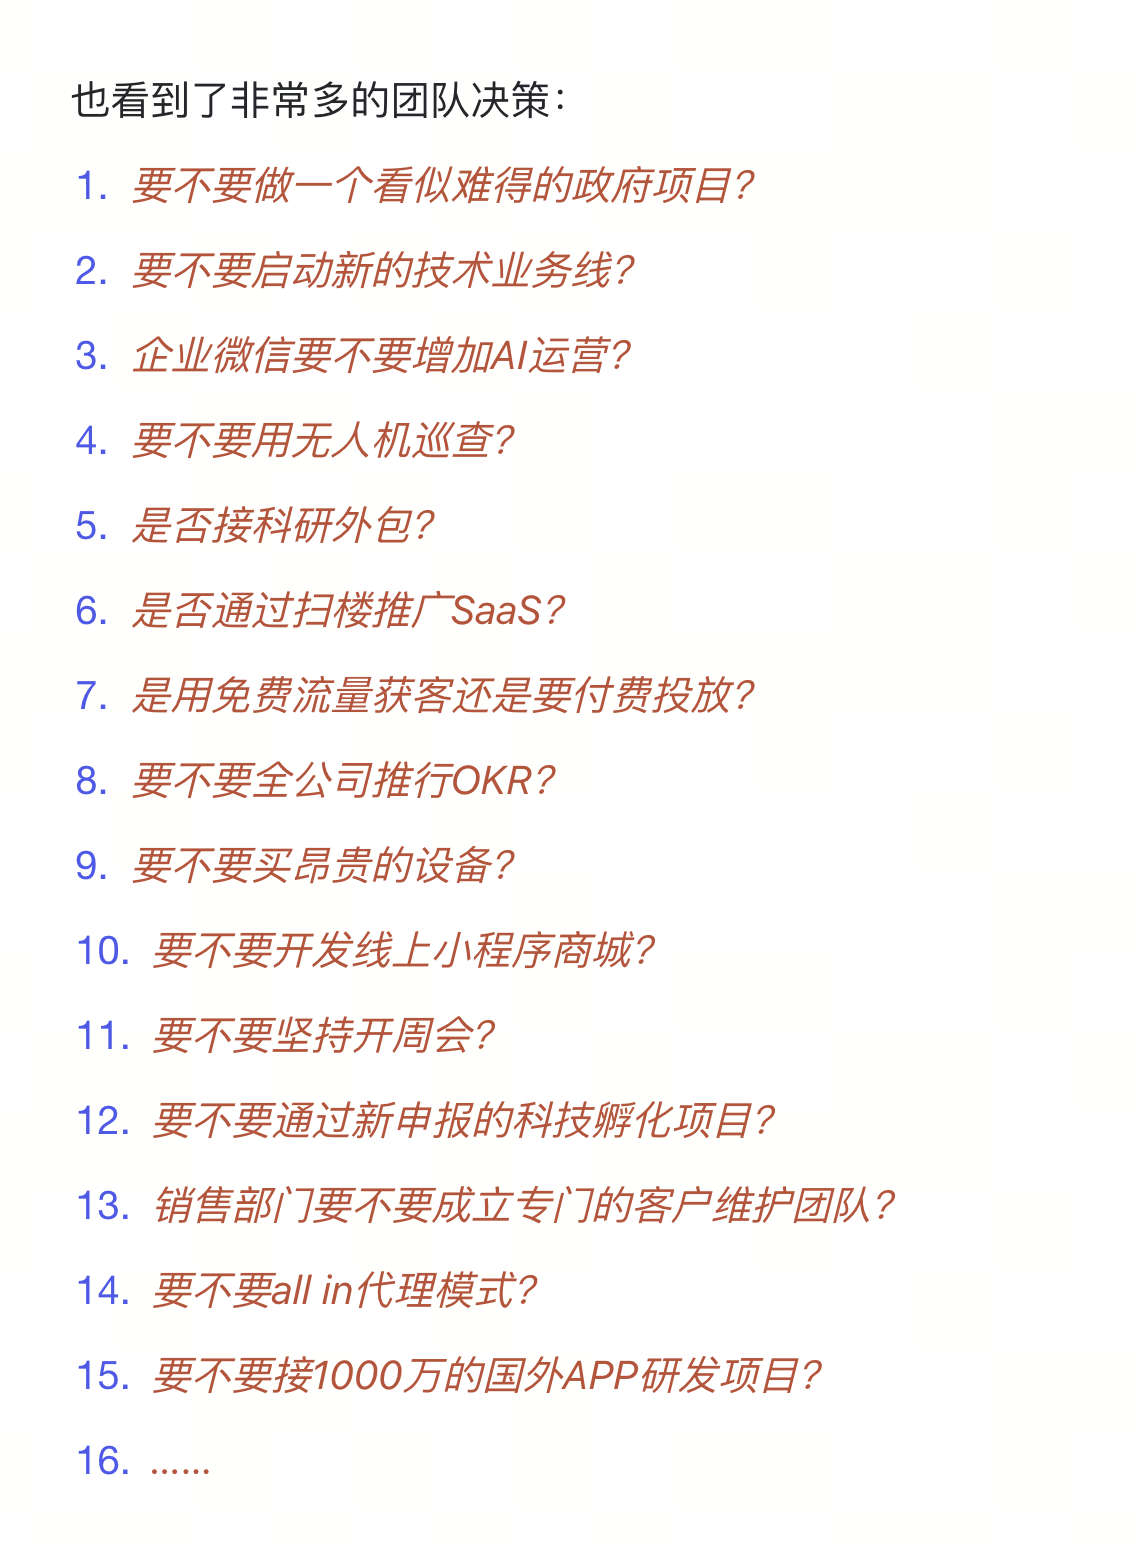 也看到了非常多的团队决策：
1. 要不要做一个看似难得的政府项目？
2. 要不要启动新的技术业务线？
3. 企业微信要不要增加AI运营？
4. 要不要用无人机巡查？
5. 是否接科研外包？
6. 是否通过扫楼推广SaaS？
7. 是用免费流量获客还是要付费投放？
8. 要不要全公司推行OKR？
9. 要不要买昂贵的设备？
10. 要不要开发线上小程序商城？
11. 要不要坚持开周会？
12. 要不要通过新申报的科技孵化项目？
13. 销售部门要不要成立专门的客户维护团队？
14. 要不要all in代理模式？
15. 要不要接1000万的国外APP研发项目？
16. ……